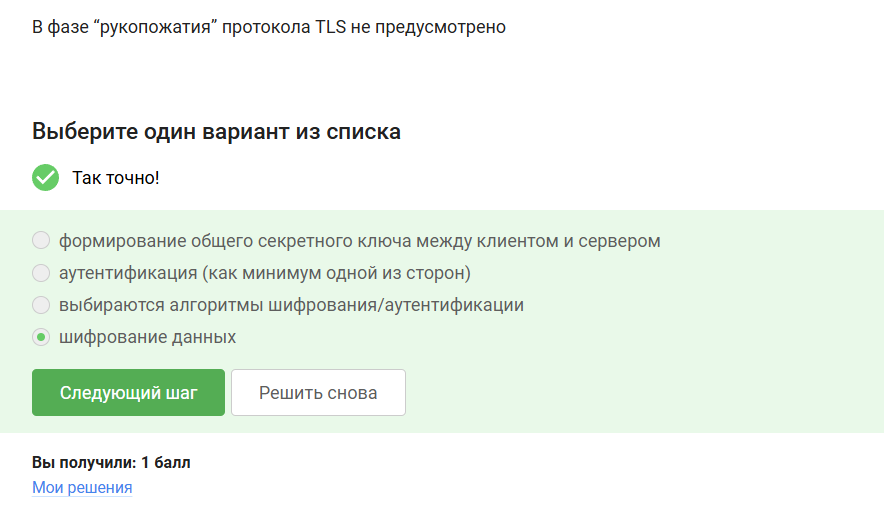 В фазе “рукопожатия” протокола TLS не предусмотрено
Выберите один вариант из списка
Так точно!
формирование общего секретного ключа между клиентом и сервером
аутентификация (как минимум одной из сторон)
выбираются алгоритмы шифрования/аутентификации
шифрование данных
Следующий шаг
Решить снова
Вы получили: 1 балл
Мои решения